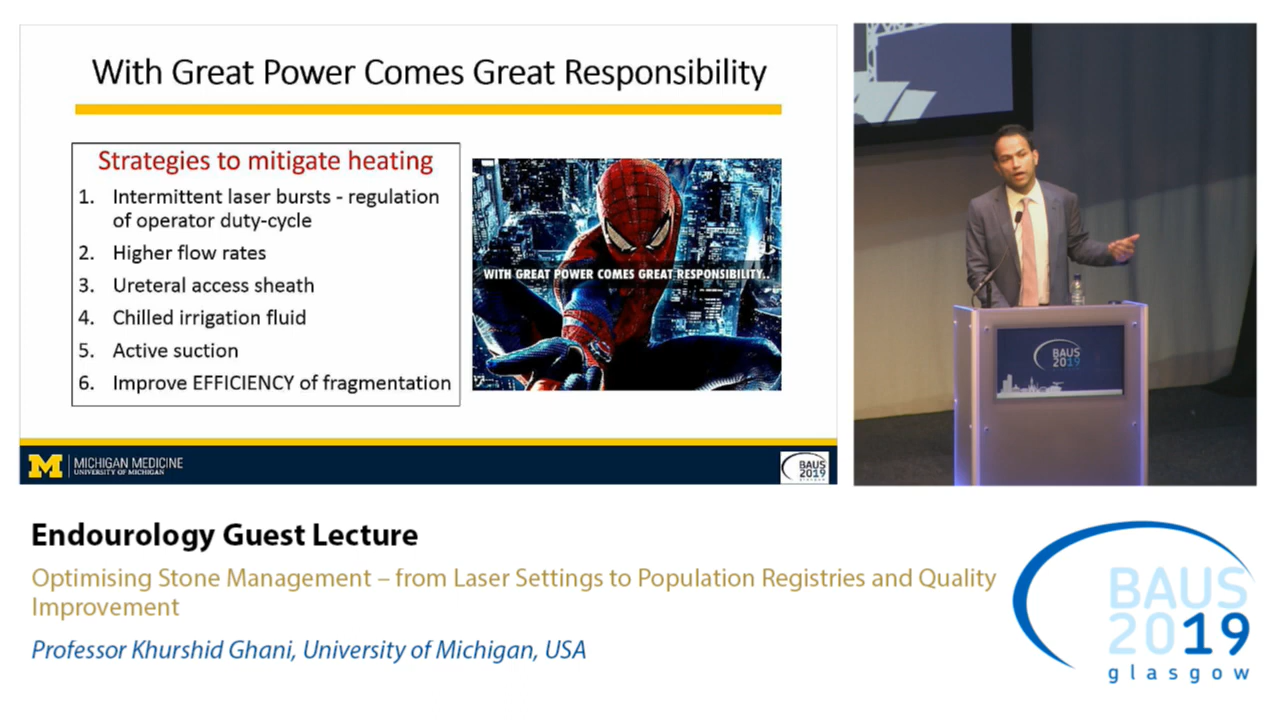 With Great Power Comes Great Responsibility
Strategies to mitigate heating
1. Intermittent laser bursts - regulation
of operator duty-cycle
2. Higher flow rates
3. Ureteral access sheath
4. Chilled irrigation fluid
5. Active suction
6. Improve EFFICIENCY of fragmentation
WITH GREAT POWER COMES GREAT RESPONSIBILITY..
M MICHIGAN MEDICINE
UNIVERSITY OF MICHIGAN
BAUS
2019
glasgow
BAUS
2019
Endourology Guest Lecture
Optimising Stone Management – from Laser Settings to Population Registries and Quality
Improvement
Professor Khurshid Ghani, University of Michigan, USA
BAUS
2019
glasgow